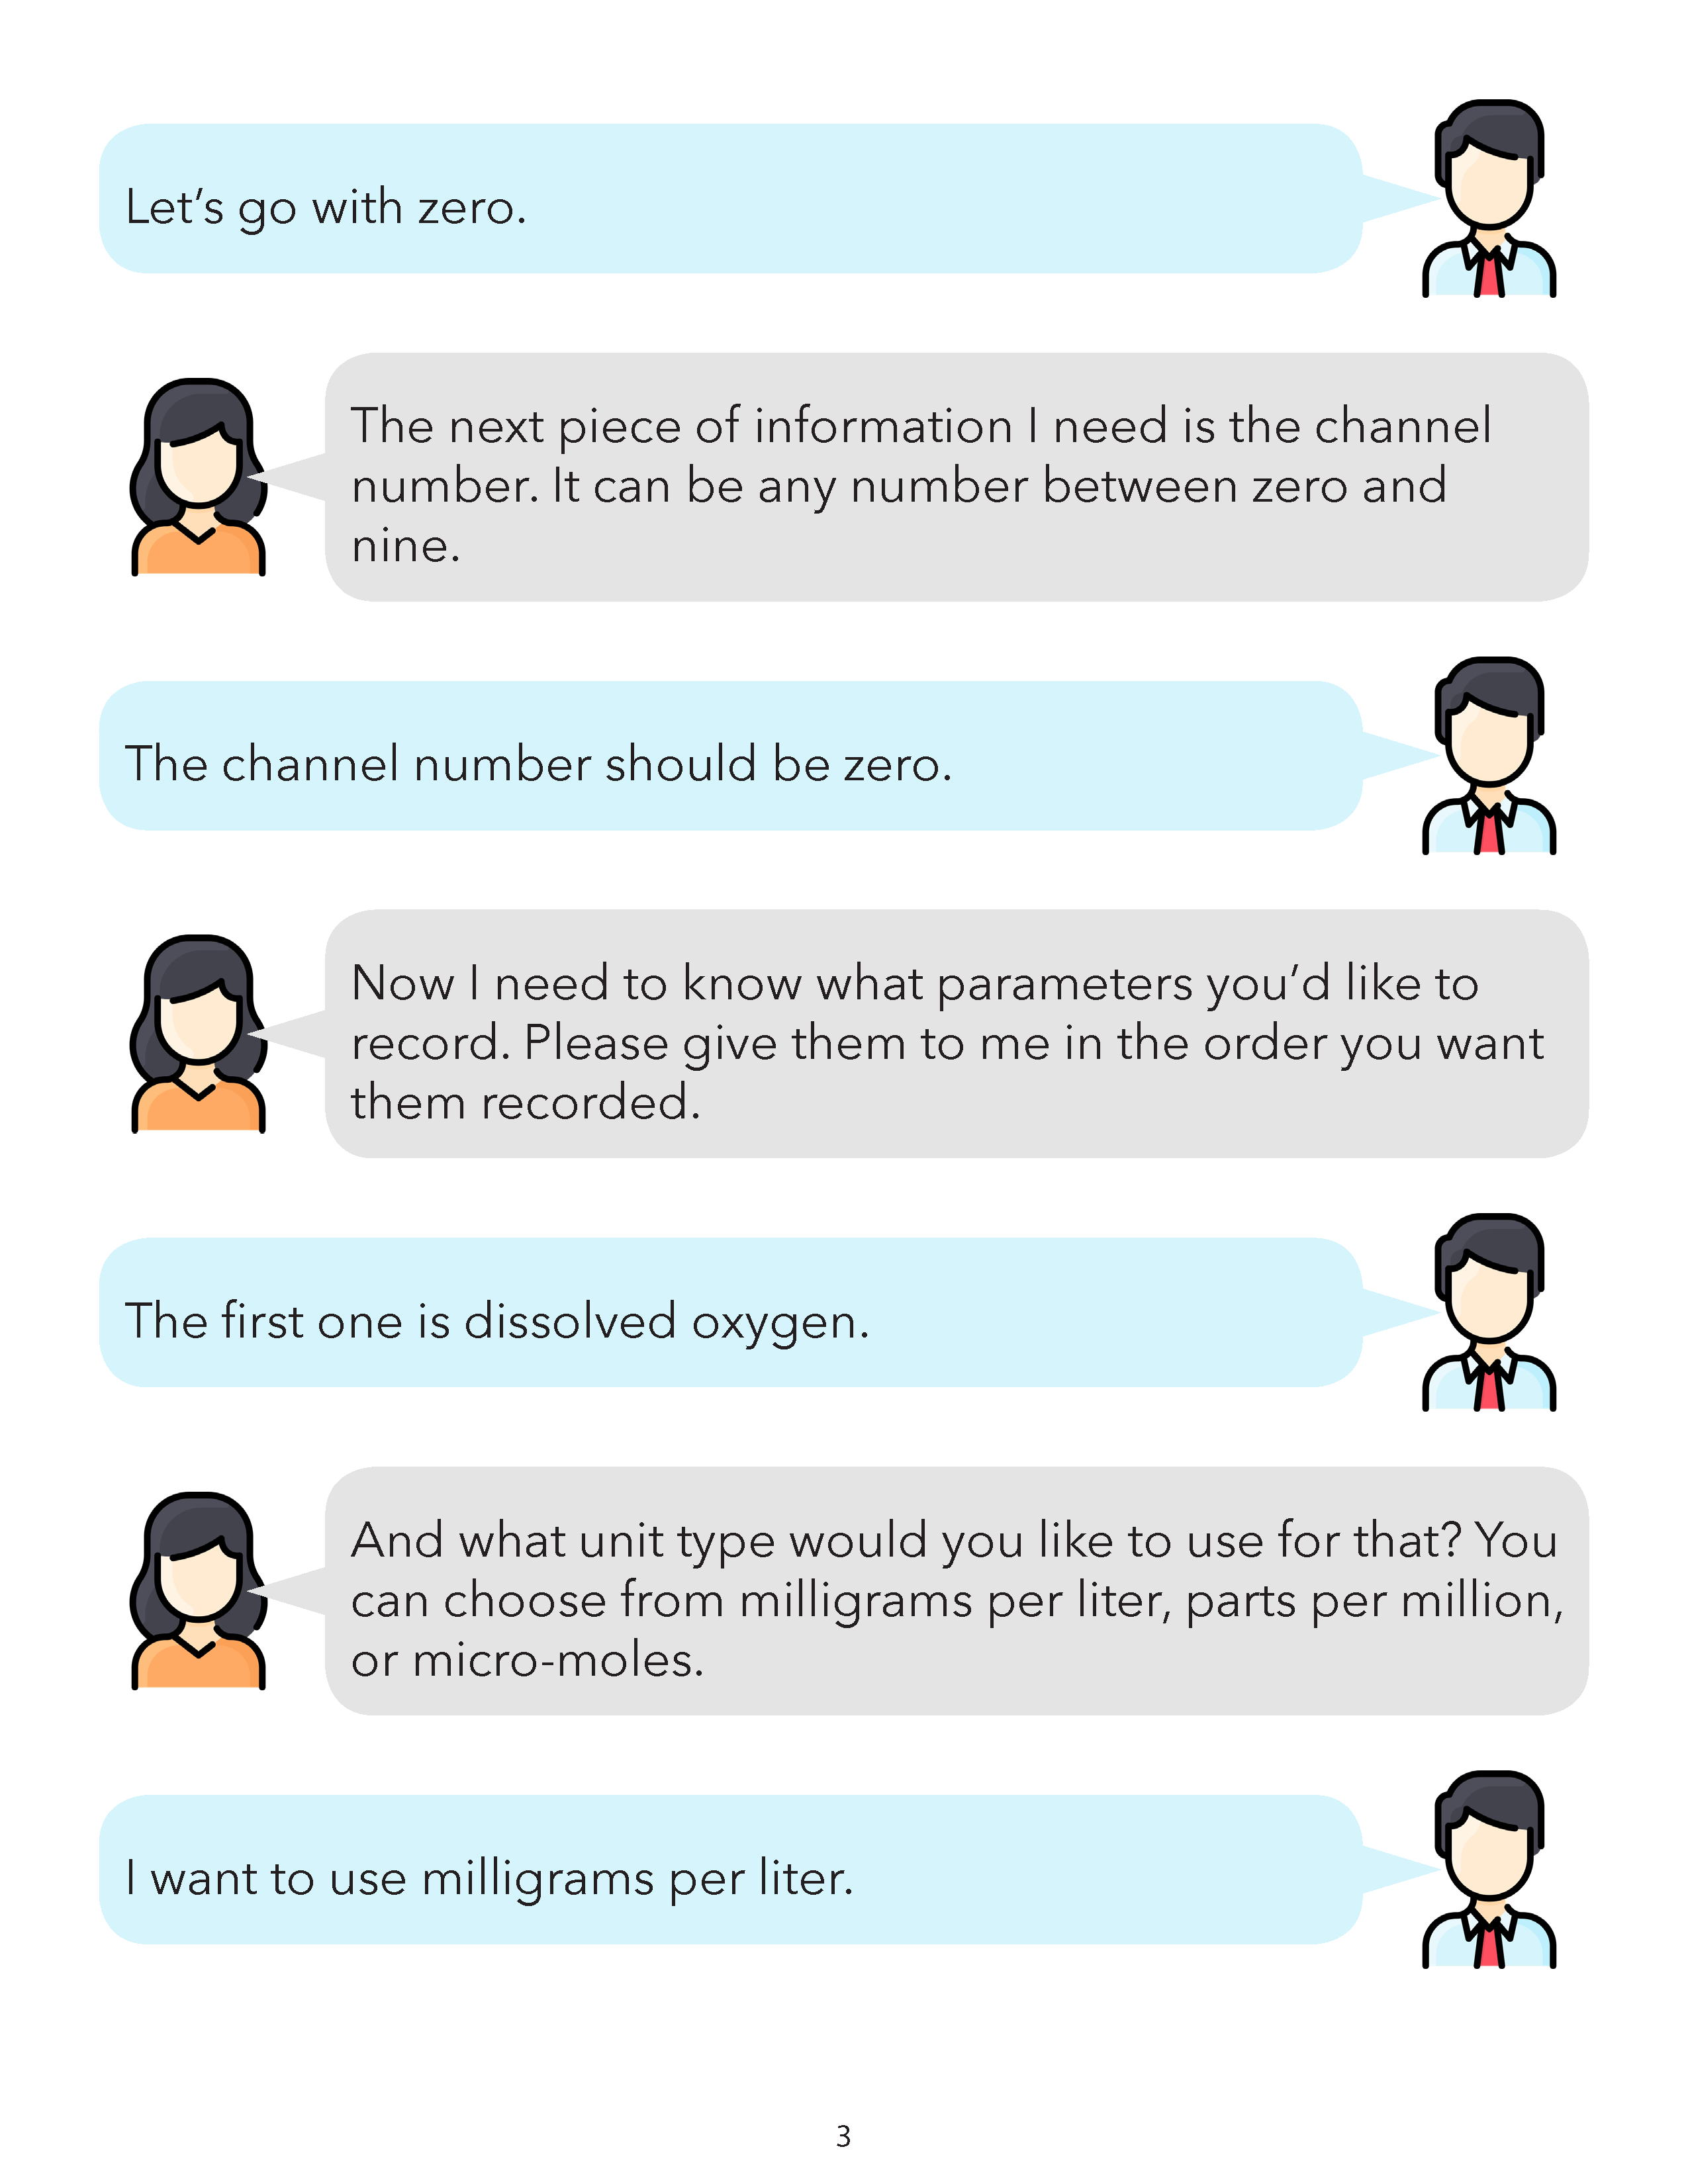 Let’s go with zero.
The next piece of information I need is the channel
number. It can be any number between zero and
nine.
The channel number should be zero.
Now I need to know what parameters you’d like to
record. Please give them to me in the order you want
them recorded.
The first one is dissolved oxygen.
And what unit type would you like to use for that? You
can choose from milligrams per liter, parts per million,
or micro-moles.
I want to use milligrams per liter.
3